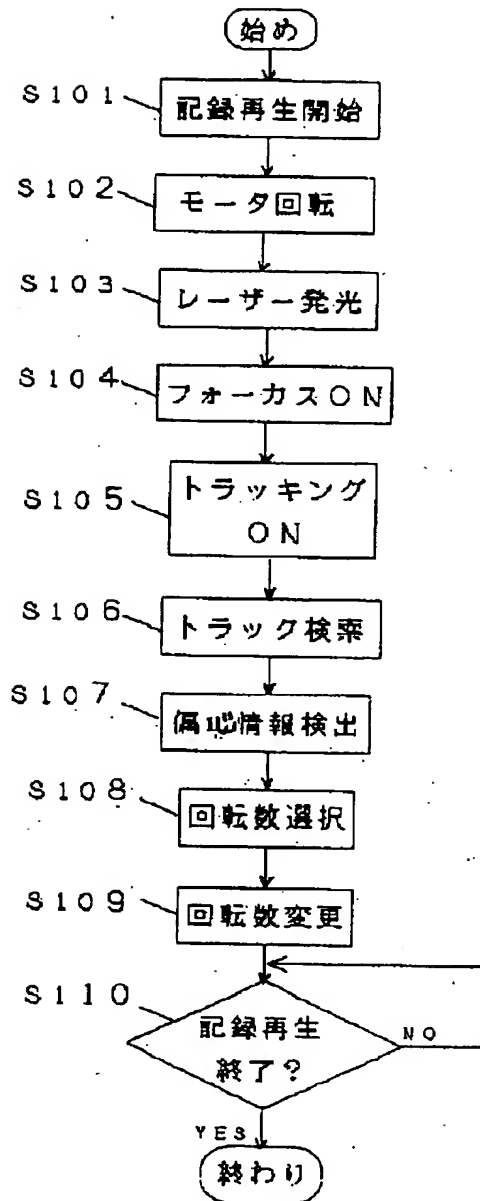 始め
S101
記録再生開始
S102
モータ回転
S103
レーザー発光
S104
フォーカスON
S105
トラッキング
ON
S106
トラック検索
S107
偏心情報検出
S108
回転数選択
S109
回転数変更
S110
記録再生
終了?
NO
YES
終わり